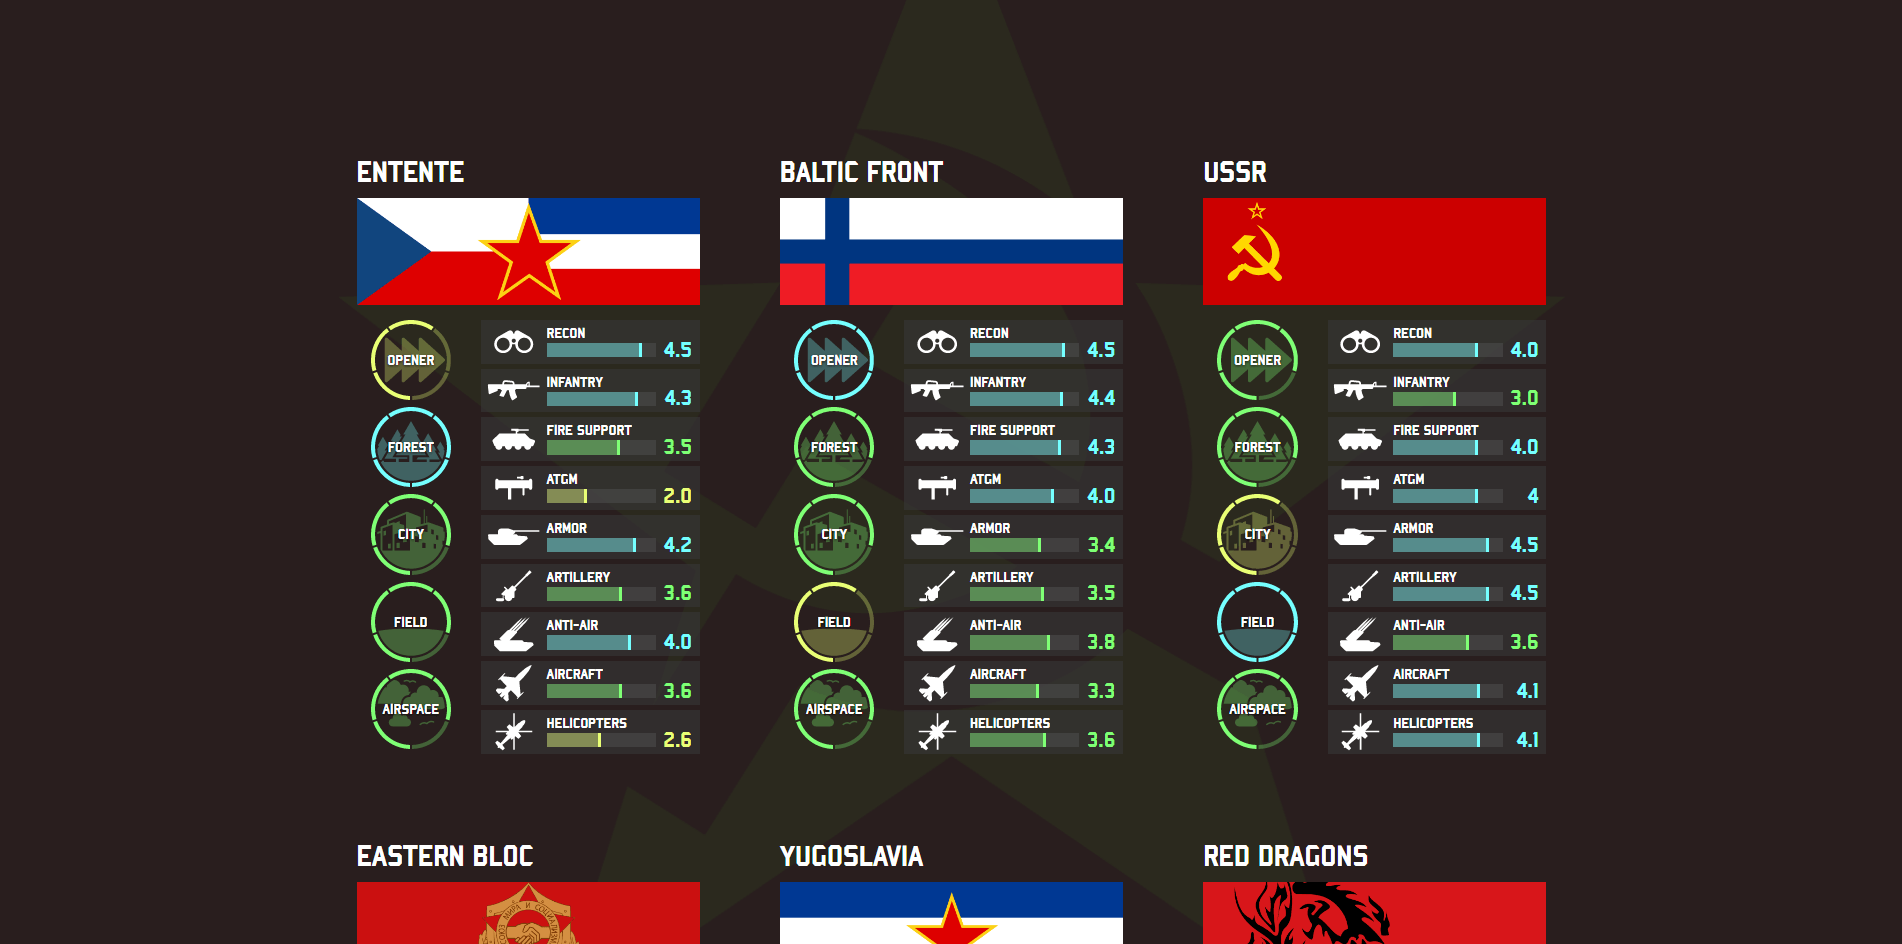 ENTENTE
OPENER
FOREST
CITY
FIELD
AIRSPACE
RECON
4.5
INFANTRY
4.3
FIRE SUPPORT
3.5
ATGM
2.0
ARMOR
4.2
ARTILLERY
3.6
ANTI-AIR
4.0
AIRCRAFT
3.6
HELICOPTERS
2.6
BALTIC FRONT
OPENER
FOREST
CITY
FIELD
AIRSPACE
RECON
4.5
INFANTRY
4.4
FIRE SUPPORT
4.3
ATGM
4.0
ARMOR
3.4
ARTILLERY
3.5
ANTI-AIR
3.8
AIRCRAFT
3.3
HELICOPTERS
3.6
USSR
OPENER
FOREST
CITY
FIELD
AIRSPACE
RECON
4.0
INFANTRY
3.0
FIRE SUPPORT
4.0
ATGM
4
ARMOR
4.5
ARTILLERY
4.5
ANTI-AIR
3.6
AIRCRAFT
4.1
HELICOPTERS
4.1
EASTERN BLOC
МИРА И СОЦИАЛИЗМА
YUGOSLAVIA
RED DRAGONS